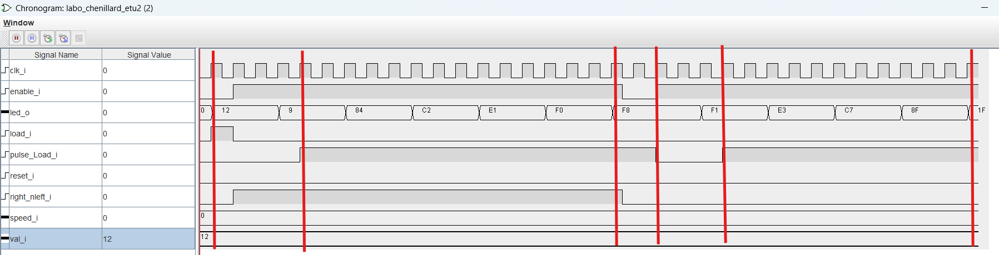 Chronogram: labo_chenillard_etu2 (2)
Window
Signal Name Signal Value
clk_i 0
enable_i 0
led_o 0 0 12 9 84 C2 E1 F0 F8 F1 E3 C7 8F 1F
load_i 0
pulse_Load_i 0
reset_i 0
right_nleft_i 0
speed_i 0 0
val_i 12 12